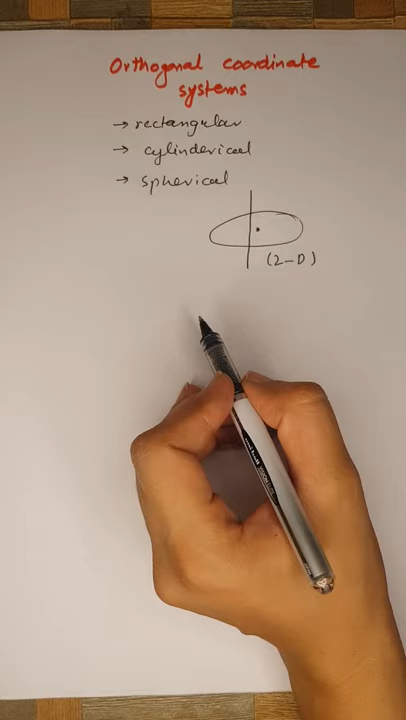 Orthogonal coordinate
systems
→ rectangular
→ cylinderical
→ spherical
(2-D)